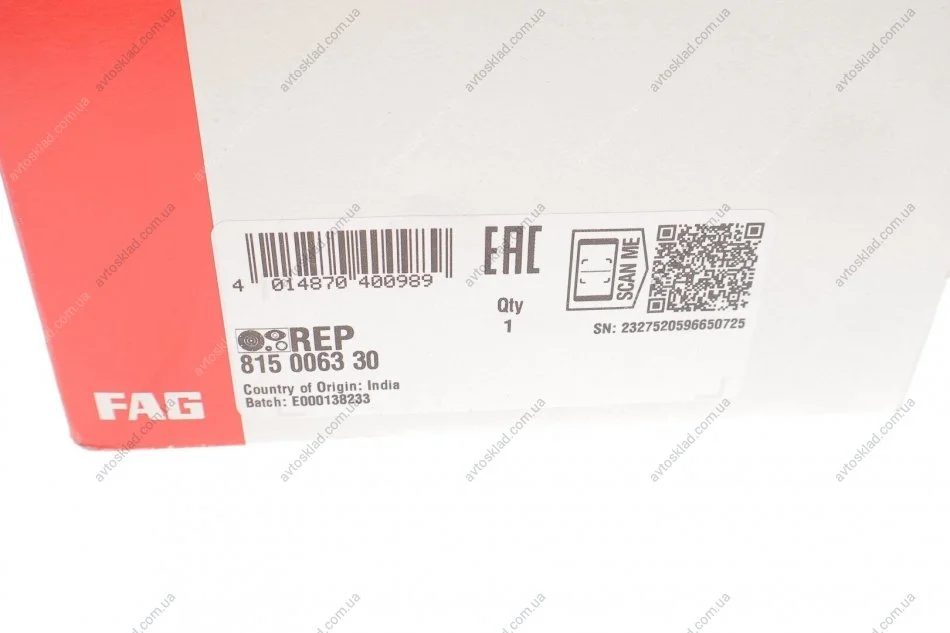 4 014870 400989
EAC
Qty
1
SCAN ME
SN: 2327520596650725
REP
815 0063 30
Country of Origin: India
Batch: E000138233
FAG
avtosklad.com.ua